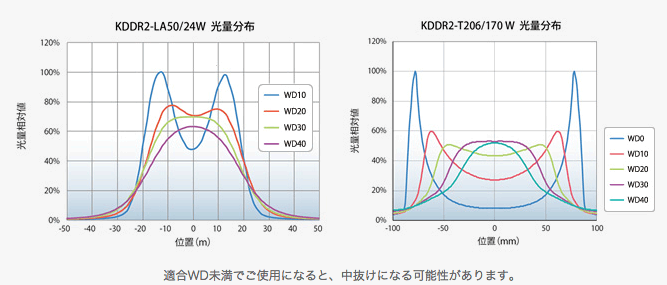 KDDR2-LA50/24W 光量分布
120%
100%
80%
60%
40%
20%
0
光量相対値
-50 -40 -30 -20 -10 0 10 20 30 40 50
位置(m)
WD10
WD20
WD30
WD40
KDDR2-T206/170 W 光量分布
120%
100%
80%
60%
40%
20%
0
光量相対値
-100 -50 0 50 100
位置(mm)
WD0
WD10
WD20
WD30
WD40
適合WD未満でご使用になると、中抜けになる可能性があります。